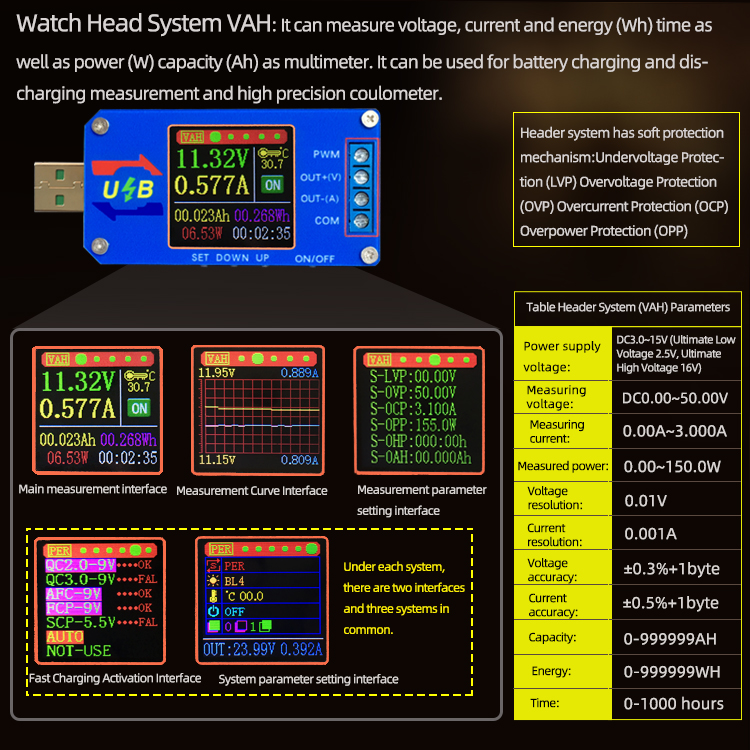 Watch Head System VAH: It can measure voltage, current and energy (Wh) time as
well as power (W) capacity (Ah) as multimeter. It can be used for battery charging and dis-
charging measurement and high precision coulometer.
VAH
11.32V
°C
30.7
0.577A
ON
00.023Ah 00.268Wh
06.53W 00:02:35
USB
PWM
OUT+(V)
OUT-(A)
COM
SET DOWN UP ON/OFF
Header system has soft protection
mechanism:Undervoltage Protec-
tion (LVP) Overvoltage Protection
(OVP) Overcurrent Protection (OCP)
Overpower Protection (OPP)
VAH
11.32V
°C
30.7
0.577A
ON
00.023Ah 00.268Wh
06.53W 00:02:35
Main measurement interface
VAH
11.95V 0.889A
11.15V 0.809A
Measurement Curve Interface
VAH
S-LVP:00.00V
S-OVP:50.00V
S-OCP:3.100A
S-OPP:155.0W
S-OHP:000:00h
S-OAH:00.000Ah
Measurement parameter
setting interface
PER
QC2.0-9V••••OK
QC3.0-9V••••FAL
AFC-9V••••••OK
FCP-9V••••••OK
SCP-5.5V••••FAL
AUTO
NOT-USE
Fast Charging Activation Interface
PER
S PER
BL4
°C 00.0
OFF
0 1
OUT:23.99V 0.392A
System parameter setting interface
Under each system,
there are two interfaces
and three systems in
common.
Table Header System (VAH) Parameters
Power supply
voltage:
DC3.0~15V (Ultimate Low
Voltage 2.5V, Ultimate
High Voltage 16V)
Measuring
voltage:
DC0.00~50.00V
Measuring
current:
0.00A~3.000A
Measured power:
0.00~150.0W
Voltage
resolution:
0.01V
Current
resolution:
0.001A
Voltage
accuracy:
±0.3%+1byte
Current
accuracy:
±0.5%+1byte
Capacity:
0-999999AH
Energy:
0-999999WH
Time:
0-1000 hours